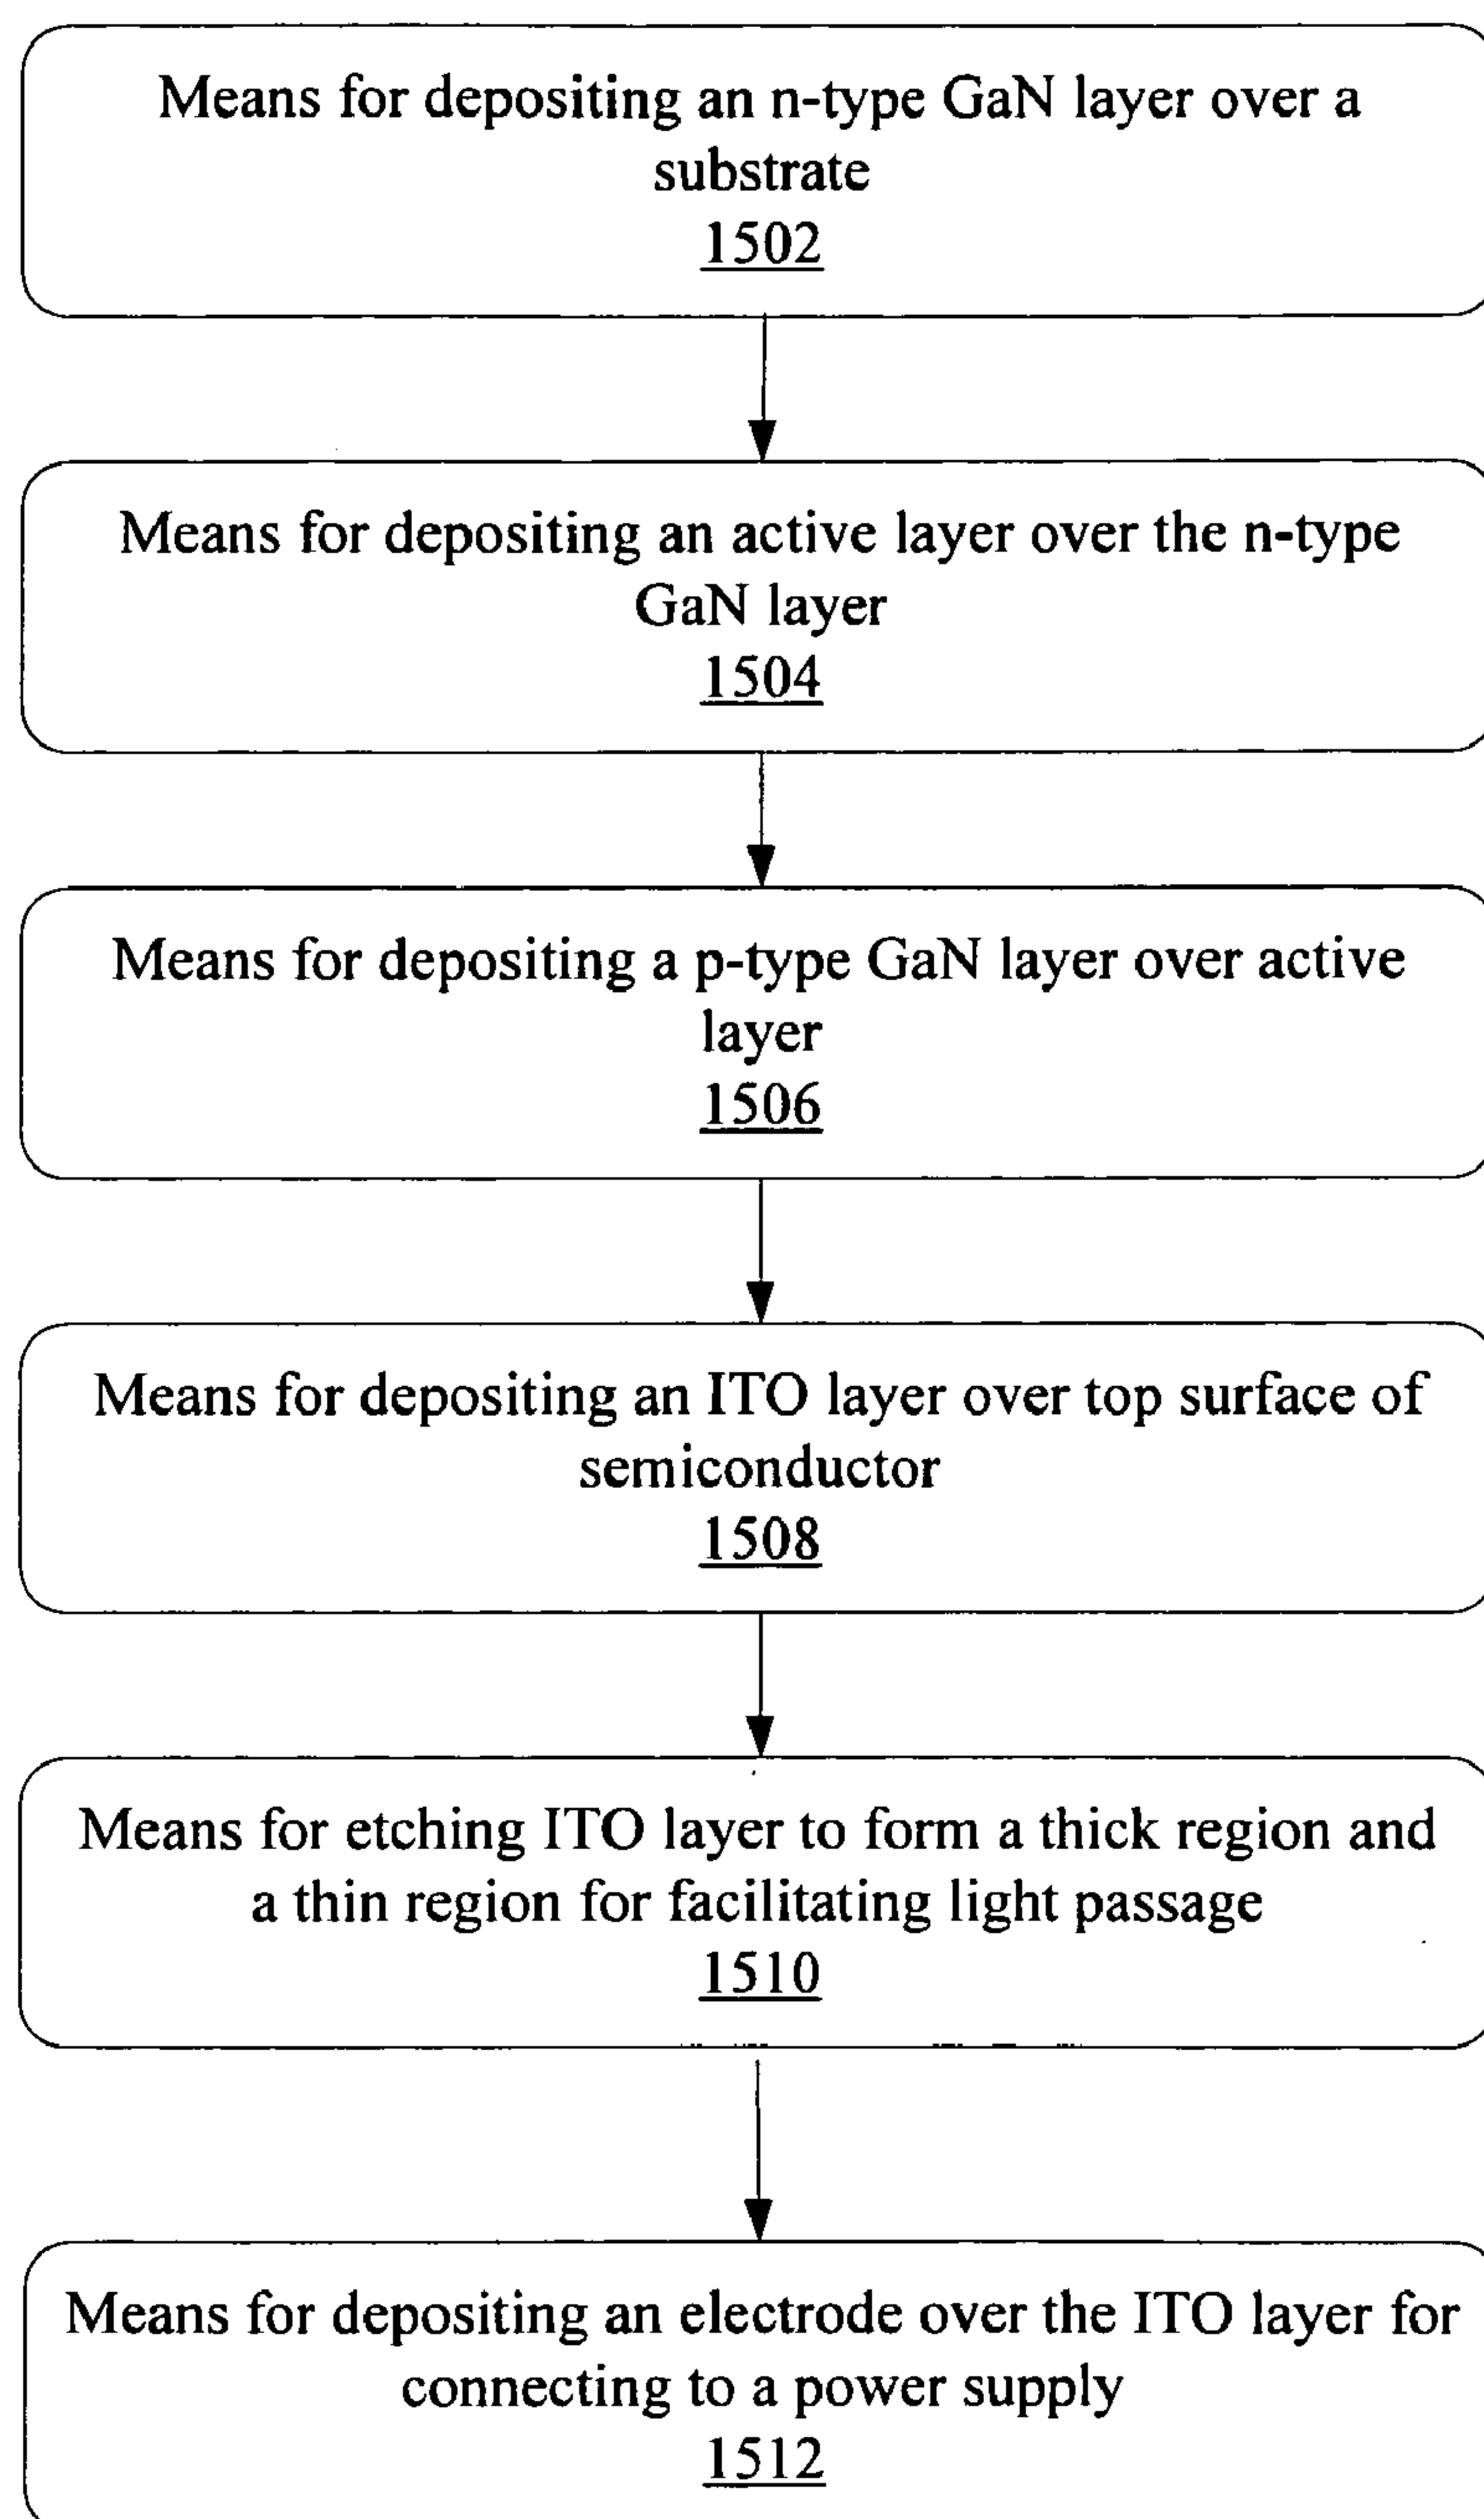 Means for depositing an n-type GaN layer over a
substrate
1502
Means for depositing an active layer over the n-type
GaN layer
1504
Means for depositing a p-type GaN layer over active
layer
1506
Means for depositing an ITO layer over top surface of
semiconductor
1508
Means for etching ITO layer to form a thick region and
a thin region for facilitating light passage
1510
Means for depositing an electrode over the ITO layer for
connecting to a power supply
1512